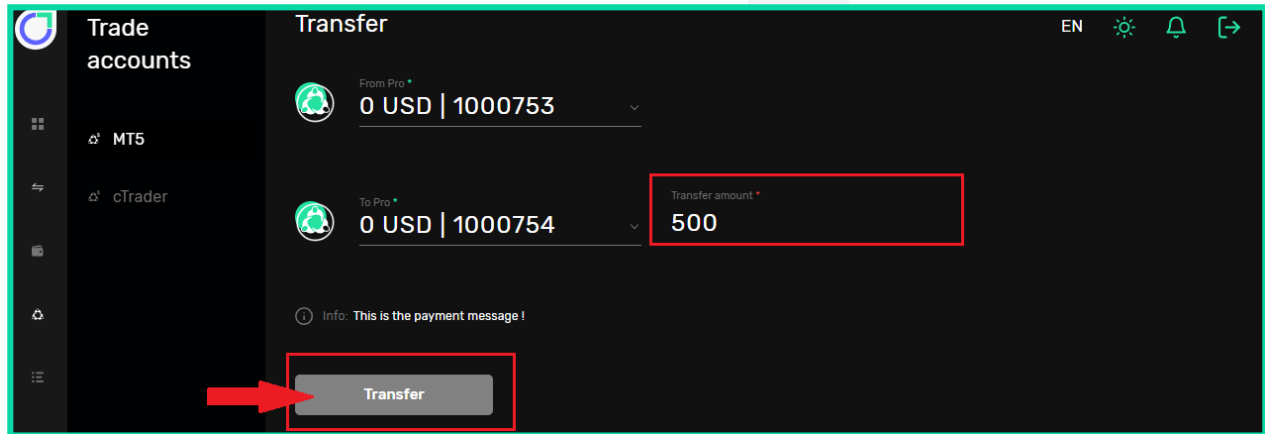 Trade
accounts
MT5
cTrader
Transfer
EN
From Pro *
0 USD | 1000753
To Pro *
0 USD | 1000754
Transfer amount *
500
Info: This is the payment message !
Transfer